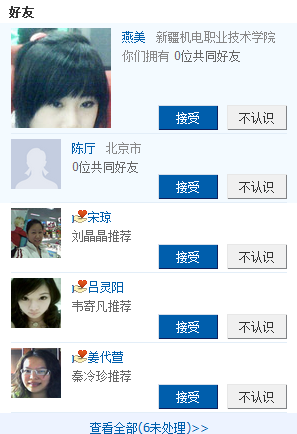 好友
燕美 新疆机电职业技术学院
你们拥有 0位共同好友
接受 不认识
陈厅 北京市
0位共同好友
接受 不认识
宋琼
刘晶晶推荐
接受 不认识
吕灵阳
韦寄凡推荐
接受 不认识
姜代萱
秦冷珍推荐
接受 不认识
查看全部(6未处理)>>